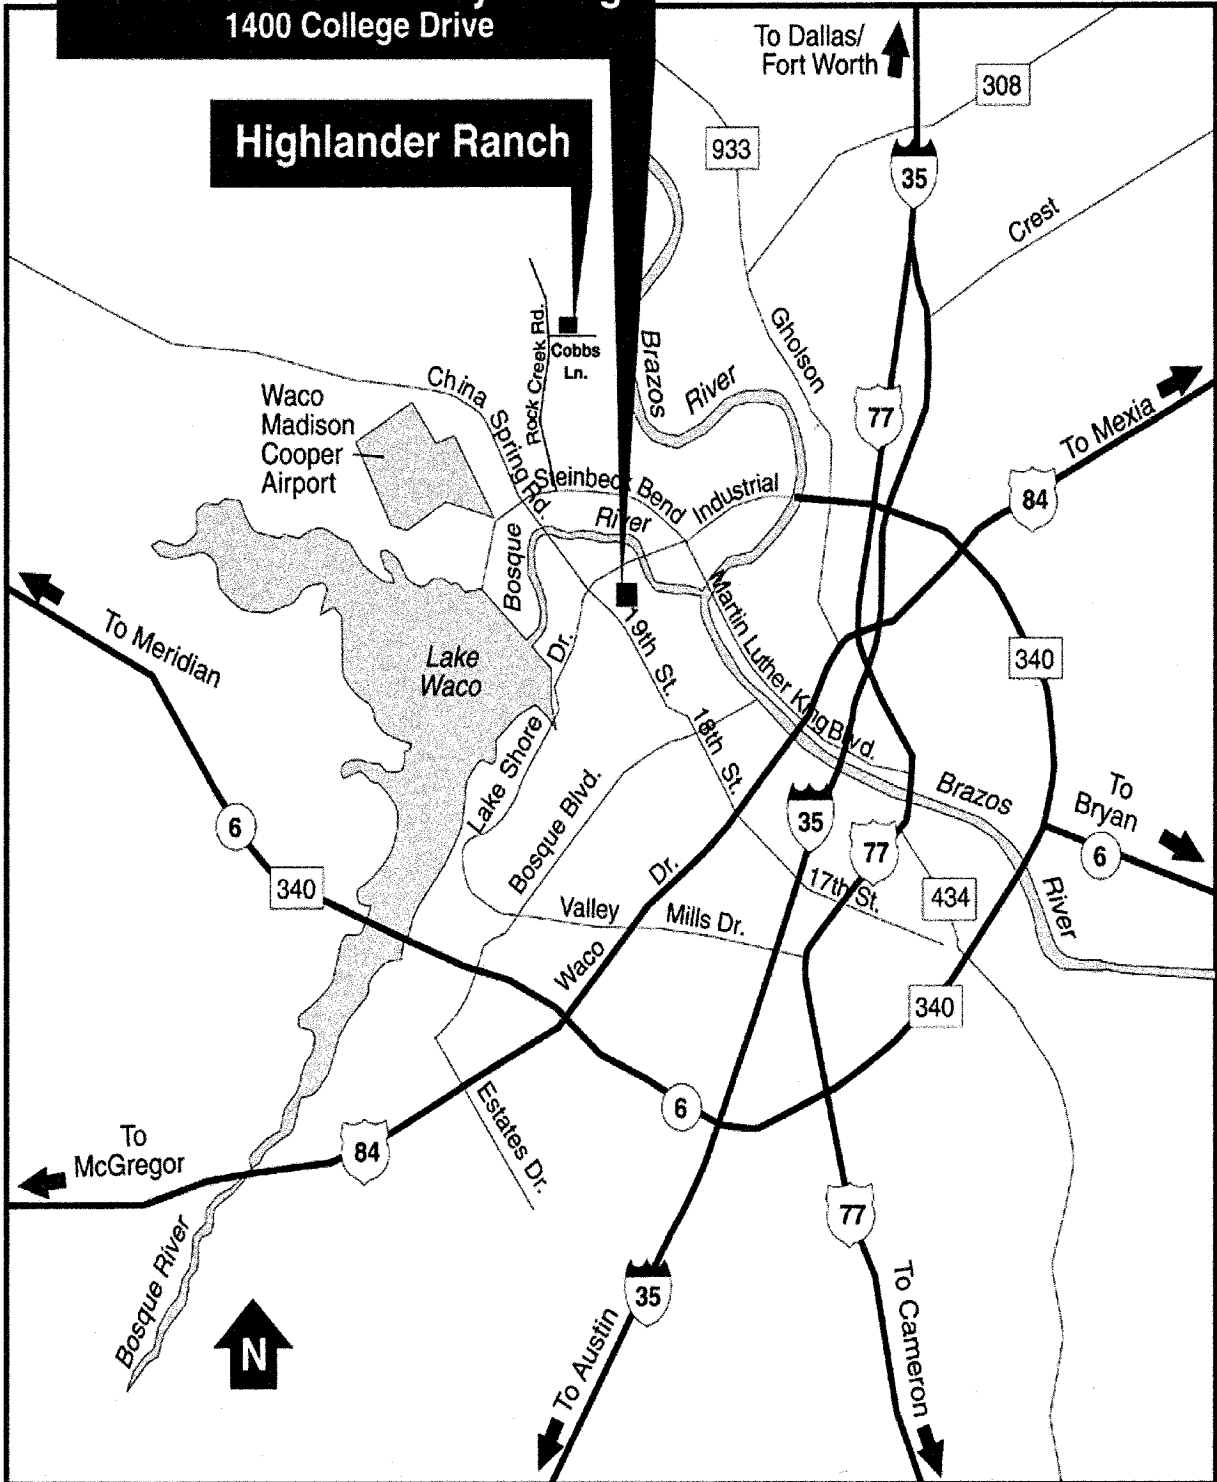 1400 College Drive
To Dallas/
Fort Worth
308
Highlander Ranch
933
35
Crest
Gholson
Rock Creek Rd.
Cobbs
Ln.
Brazos
River
77
To Mexia
84
China
Spring Rd.
Waco
Madison
Cooper
Airport
Steinbeck Bend
Industrial
River
Bosque
To Meridian
Lake
Waco
Dr.
Lake Shore
19th St.
Martin Luther King Blvd.
340
18th St.
Bosque Blvd.
6
340
35
77
Brazos
River
To
Bryan
6
17th St.
434
Valley
Mills Dr.
Waco
Dr.
340
6
Estates Dr.
84
To
McGregor
77
35
To Cameron
To Austin
Bosque River
N